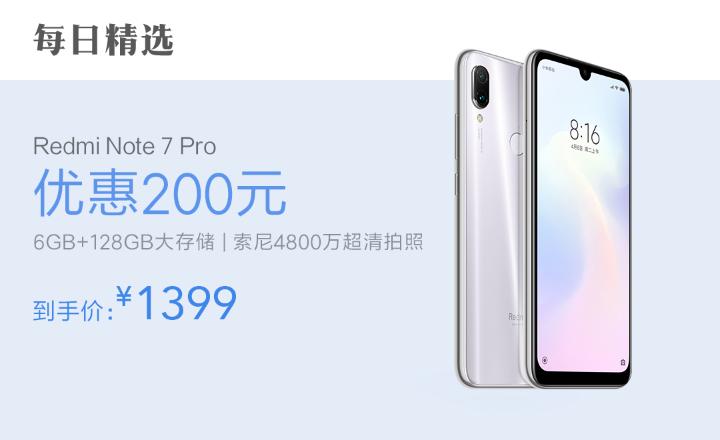 每日精选
Redmi Note 7 Pro
优惠200元
6GB+128GB大存储 | 索尼4800万超清拍照
到手价:¥1399
8:16